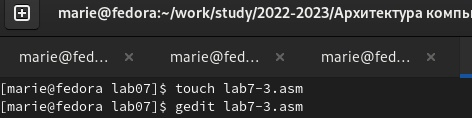 marie@fedora:~/work/study/2022-2023/Архитектура компь
marie@fed... × marie@fed... × marie@fed... ×
[marie@fedora lab07]$ touch lab7-3.asm
[marie@fedora lab07]$ gedit lab7-3.asm